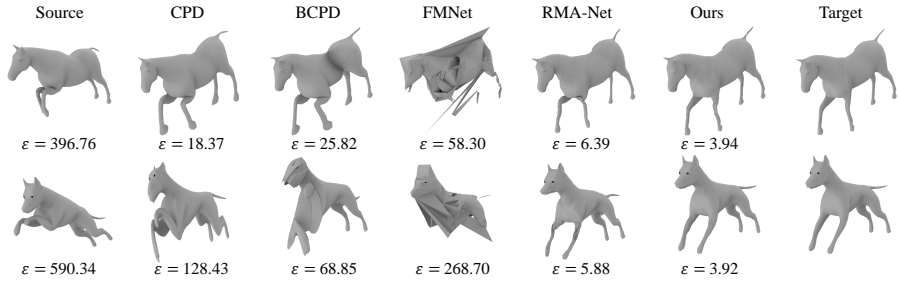 Source CPD BCPD FMNet RMA-Net Ours Target
ε = 396.76 ε = 18.37 ε = 25.82 ε = 58.30 ε = 6.39 ε = 3.94
ε = 590.34 ε = 128.43 ε = 68.85 ε = 268.70 ε = 5.88 ε = 3.92